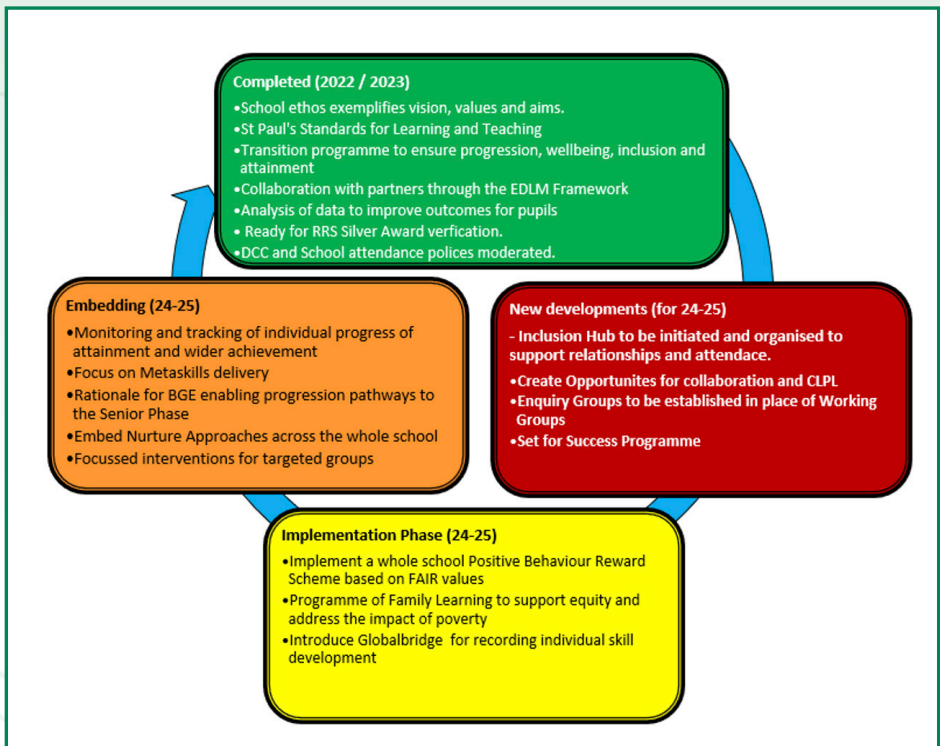 Completed (2022 / 2023)
•School ethos exemplifies vision, values and aims.
•St Paul's Standards for Learning and Teaching
•Transition programme to ensure progression, wellbeing, inclusion and
attainment
•Collaboration with partners through the EDLM Framework
•Analysis of data to improve outcomes for pupils
• Ready for RRS Silver Award verfication.
•DCC and School attendance polices moderated.
New developments (for 24-25)
- Inclusion Hub to be initiated and organised to
support relationships and attendace.
•Create Opportunites for collaboration and CLPL
•Enquiry Groups to be established in place of Working
Groups
•Set for Success Programme
Implementation Phase (24-25)
•Implement a whole school Positive Behaviour Reward
Scheme based on FAIR values
•Programme of Family Learning to support equity and
address the impact of poverty
•Introduce Globalbridge for recording individual skill
development
Embedding (24-25)
•Monitoring and tracking of individual progress of
attainment and wider achievement
•Focus on Metaskills delivery
•Rationale for BGE enabling progression pathways to
the Senior Phase
•Embed Nurture Approaches across the whole school
•Focussed interventions for targeted groups